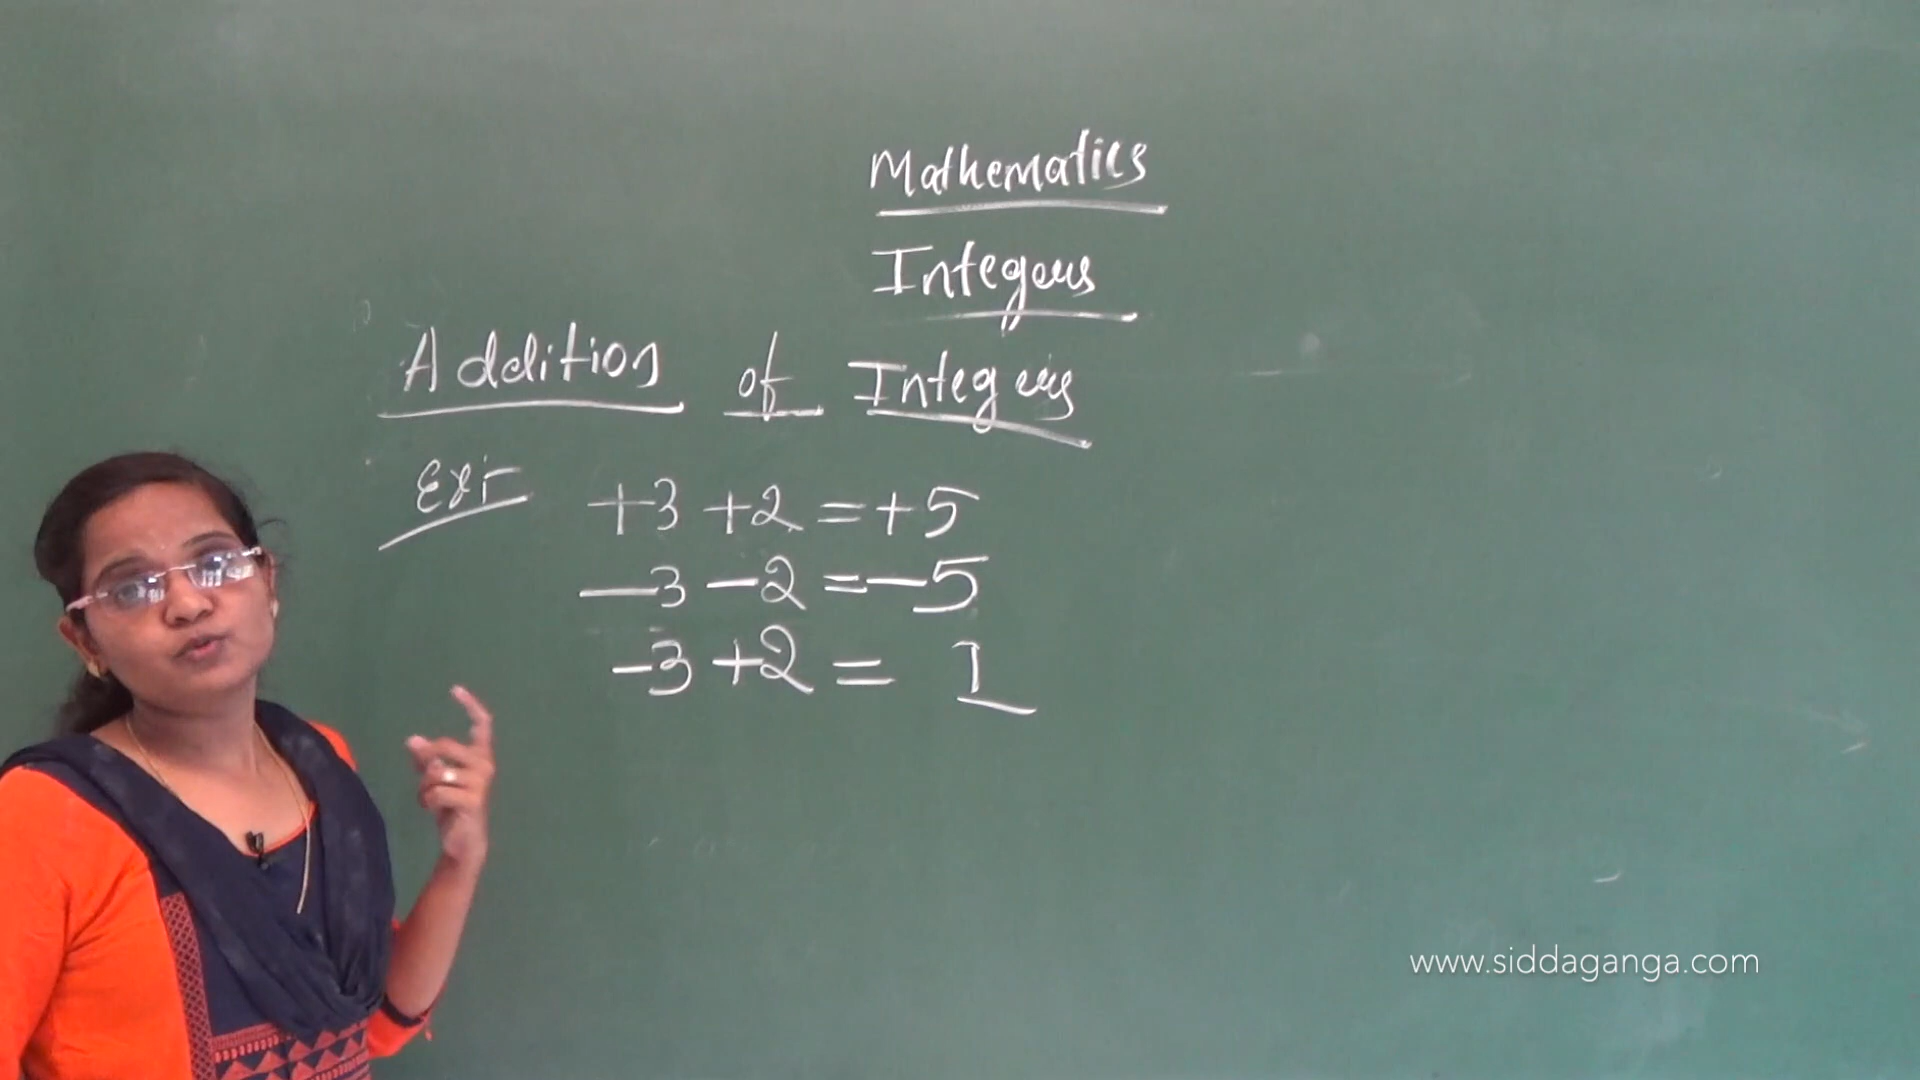 Mathematics
Integers
Addition of Integers
Ex:- +3 +2 = +5
-3 -2 = -5
-3 +2 = 1
www.siddaganga.com